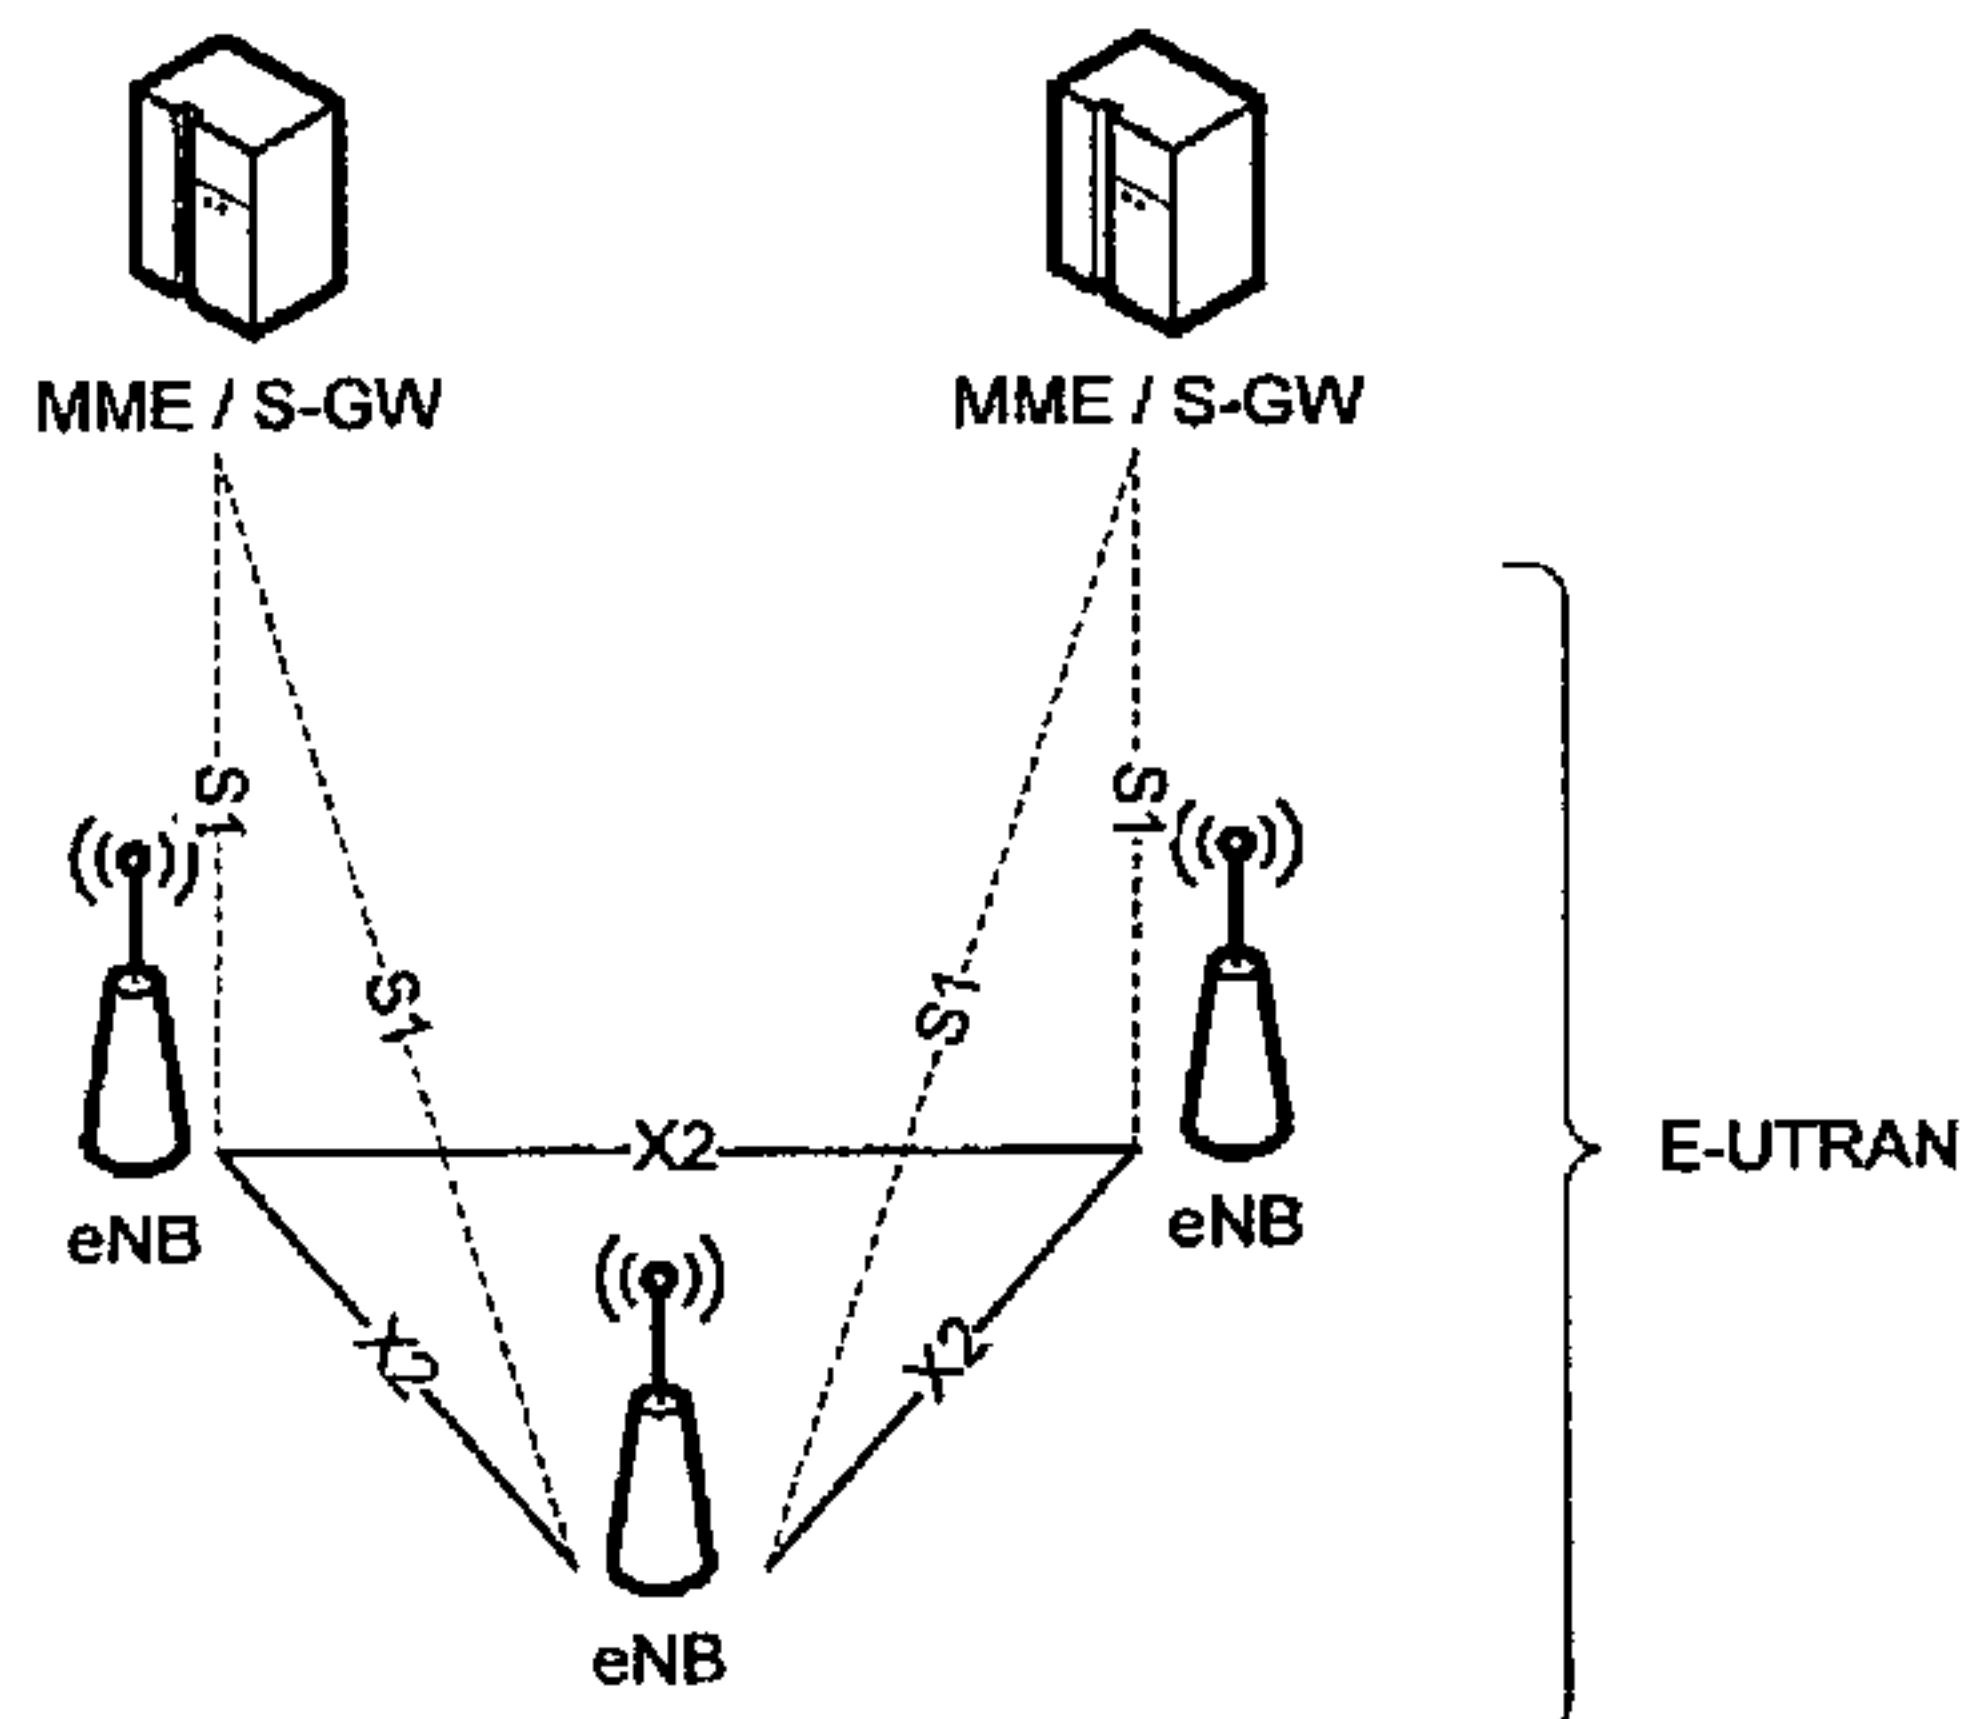 MME / S-GW
MME / S-GW
S1
S1
S1
S1
X2
E-UTRAN
eNB
eNB
X2
X2
eNB